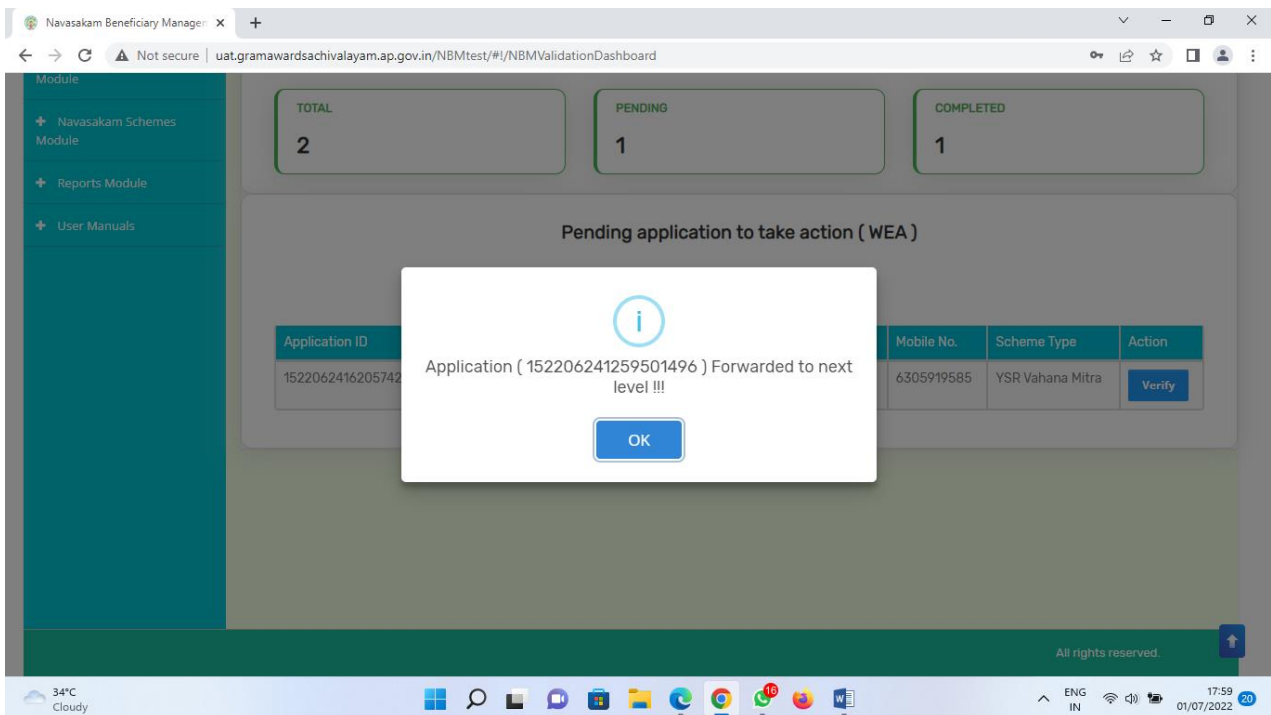 Navasakam Beneficiary Managem
Not secure | uat.gramawardsachivalayam.ap.gov.in/NBMtest/#!/NBMValidationDashboard
Module
Navasakam Schemes
Module
Reports Module
User Manuals
TOTAL
2
PENDING
1
COMPLETED
1
Pending application to take action ( WEA )
Application ID Mobile No. Scheme Type Action
1522062416205742 6305919585 YSR Vahana Mitra Verify
i
Application ( 152206241259501496 ) Forwarded to next
level !!!
OK
All rights reserved.
34°C
Cloudy
16
ENG
IN
17:59
01/07/2022
20